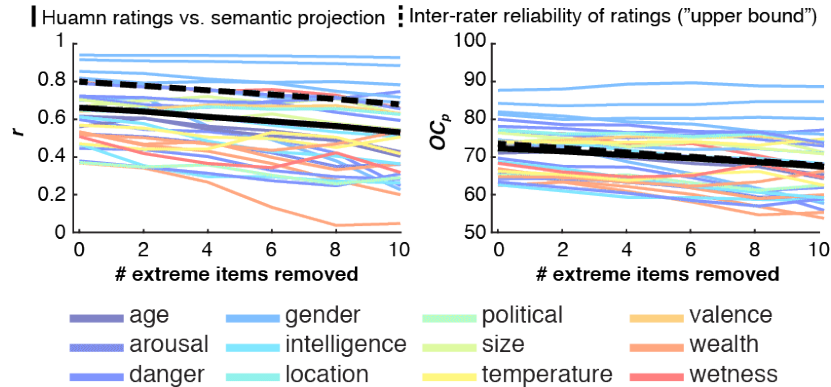 Huamn ratings vs. semantic projection
Inter-rater reliability of ratings ("upper bound")
1
0.8
0.6
0.4
0.2
0
r
0 2 4 6 8 10
# extreme items removed
100
90
80
70
60
50
OCp
0 2 4 6 8 10
# extreme items removed
age gender political valence
arousal intelligence size wealth
danger location temperature wetness